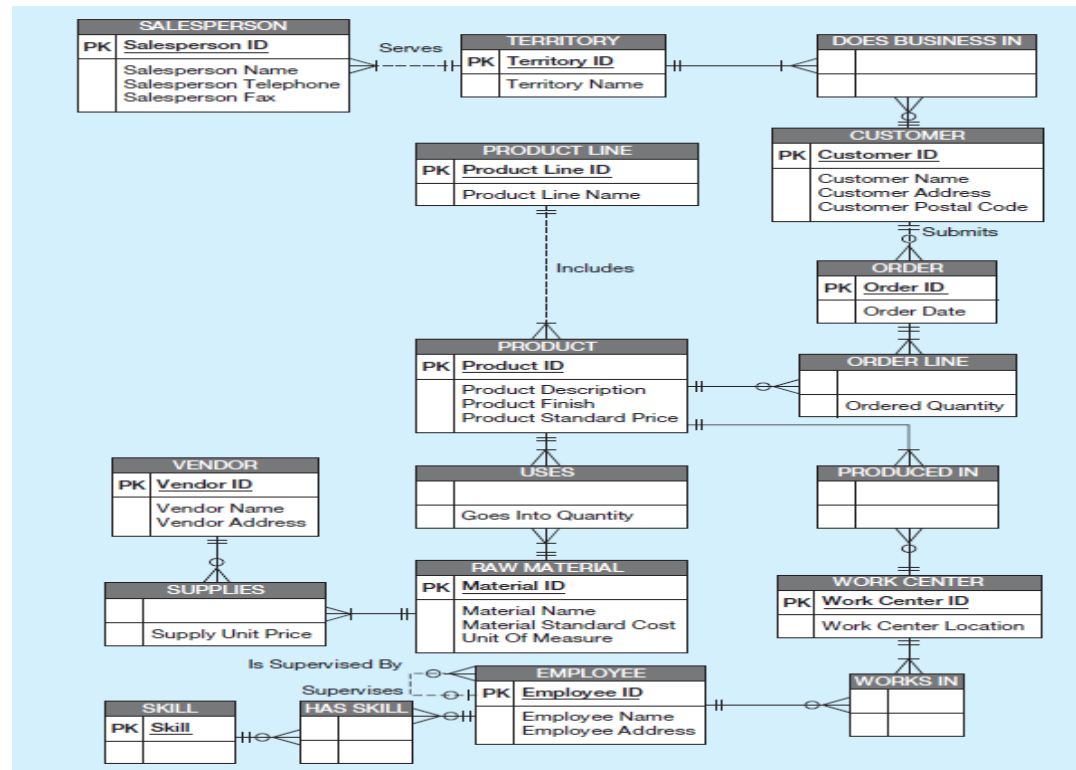 SALESPERSON
PK Salesperson ID
Salesperson Name
Salesperson Telephone
Salesperson Fax
Serves
TERRITORY
PK Territory ID
Territory Name
DOES BUSINESS IN
PRODUCT LINE
PK Product Line ID
Product Line Name
CUSTOMER
PK Customer ID
Customer Name
Customer Address
Customer Postal Code
Submits
Includes
ORDER
PK Order ID
Order Date
PRODUCT
PK Product ID
Product Description
Product Finish
Product Standard Price
ORDER LINE
Ordered Quantity
VENDOR
PK Vendor ID
Vendor Name
Vendor Address
USES
Goes Into Quantity
PRODUCED IN
SUPPLIES
Supply Unit Price
RAW MATERIAL
PK Material ID
Material Name
Material Standard Cost
Unit Of Measure
WORK CENTER
PK Work Center ID
Work Center Location
Is Supervised By
Supervises
EMPLOYEE
PK Employee ID
Employee Name
Employee Address
WORKS IN
SKILL
PK Skill
HAS SKILL